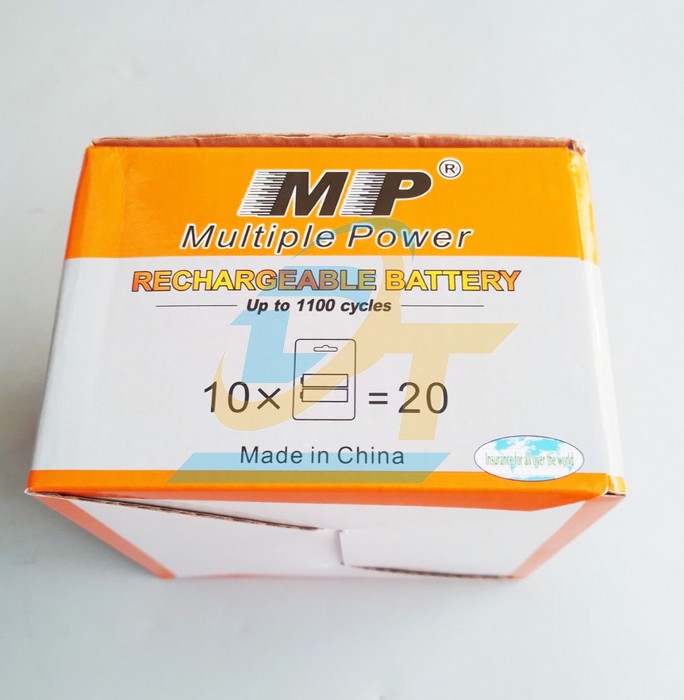 MP®
Multiple Power
RECHARGEABLE BATTERY
Up to 1100 cycles
10× = 20
Made in China
Insurance for all over the world
DT